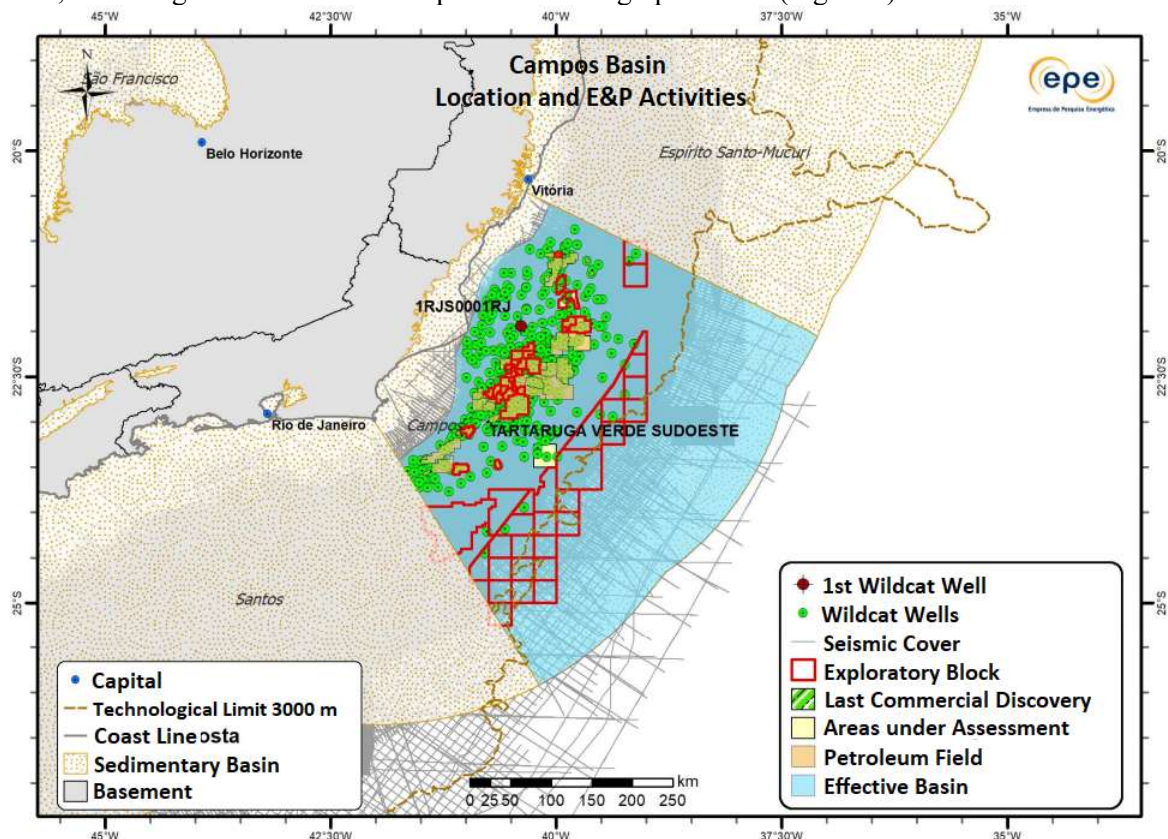 45°W 42°30'W 40°W 37°30'W 35°W
Campos Basin
Location and E&P Activities
N
São Francisco
epe
Empresa de Pesquisa Energética
20°S
20°S
Belo Horizonte
Espírito Santo-Mucuri
Vitória
1RJS0001RJ
22°30'S
22°30'S
Rio de Janeiro
Campos
TARTARUGA VERDE SUDOESTE
25°S
25°S
Santos
Capital
Technological Limit 3000 m
Coast Lineosta
Sedimentary Basin
Basement
km
0 25 50 100 150 200 250
1st Wildcat Well
Wildcat Wells
Seismic Cover
Exploratory Block
Last Commercial Discovery
Areas under Assessment
Petroleum Field
Effective Basin
45°W 42°30'W 40°W 37°30'W 35°W